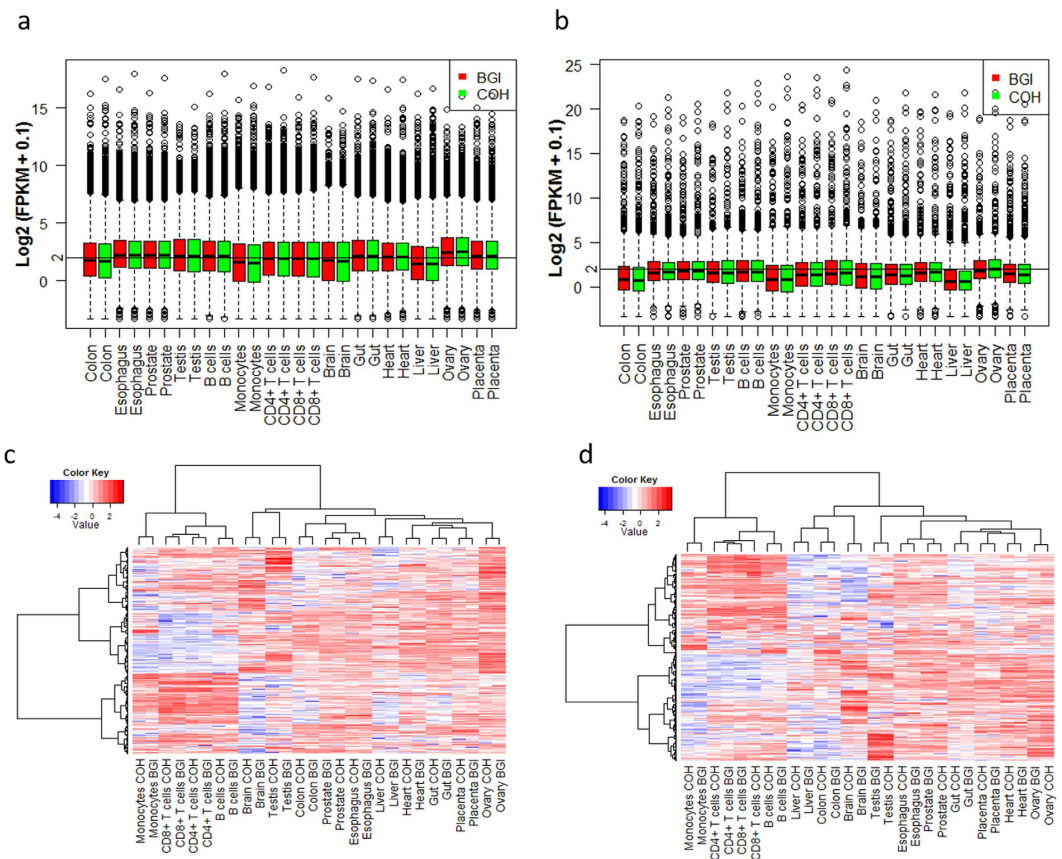 a
BGI
COH
Log2 (FPKM + 0.1)
15
10
5
2
0
Colon
Colon
Esophagus
Esophagus
Prostate
Prostate
Testis
Testis
B cells
B cells
Monocytes
Monocytes
CD4+ T cells
CD4+ T cells
CD8+ T cells
CD8+ T cells
Brain
Brain
Gut
Gut
Heart
Heart
Liver
Liver
Ovary
Ovary
Placenta
Placenta
b
BGI
COH
Log2 (FPKM + 0.1)
25
20
15
10
5
2
0
Colon
Colon
Esophagus
Esophagus
Prostate
Prostate
Testis
Testis
B cells
B cells
Monocytes
Monocytes
CD4+ T cells
CD4+ T cells
CD8+ T cells
CD8+ T cells
Brain
Brain
Gut
Gut
Heart
Heart
Liver
Liver
Ovary
Ovary
Placenta
Placenta
c
Color Key
-4 -2 0 2
Value
Monocytes COH
Monocytes BGI
CD8+ T cells COH
CD8+ T cells BGI
CD4+ T cells COH
CD4+ T cells BGI
B cells COH
B cells BGI
Brain COH
Brain BGI
Testis COH
Testis BGI
Colon COH
Colon BGI
Prostate BGI
Prostate COH
Esophagus COH
Esophagus BGI
Liver COH
Liver BGI
Heart COH
Heart BGI
Gut COH
Gut BGI
Placenta COH
Placenta BGI
Ovary COH
Ovary BGI
d
Color Key
-4 -2 0 2
Value
Monocytes COH
Monocytes BGI
CD4+ T cells COH
CD4+ T cells BGI
CD8+ T cells BGI
CD8+ T cells COH
B cells COH
B cells BGI
Liver COH
Liver BGI
Colon COH
Colon BGI
Brain COH
Brain BGI
Testis BGI
Testis COH
Esophagus COH
Esophagus BGI
Prostate BGI
Prostate COH
Gut COH
Gut BGI
Placenta COH
Placenta BGI
Heart COH
Heart BGI
Ovary BGI
Ovary COH